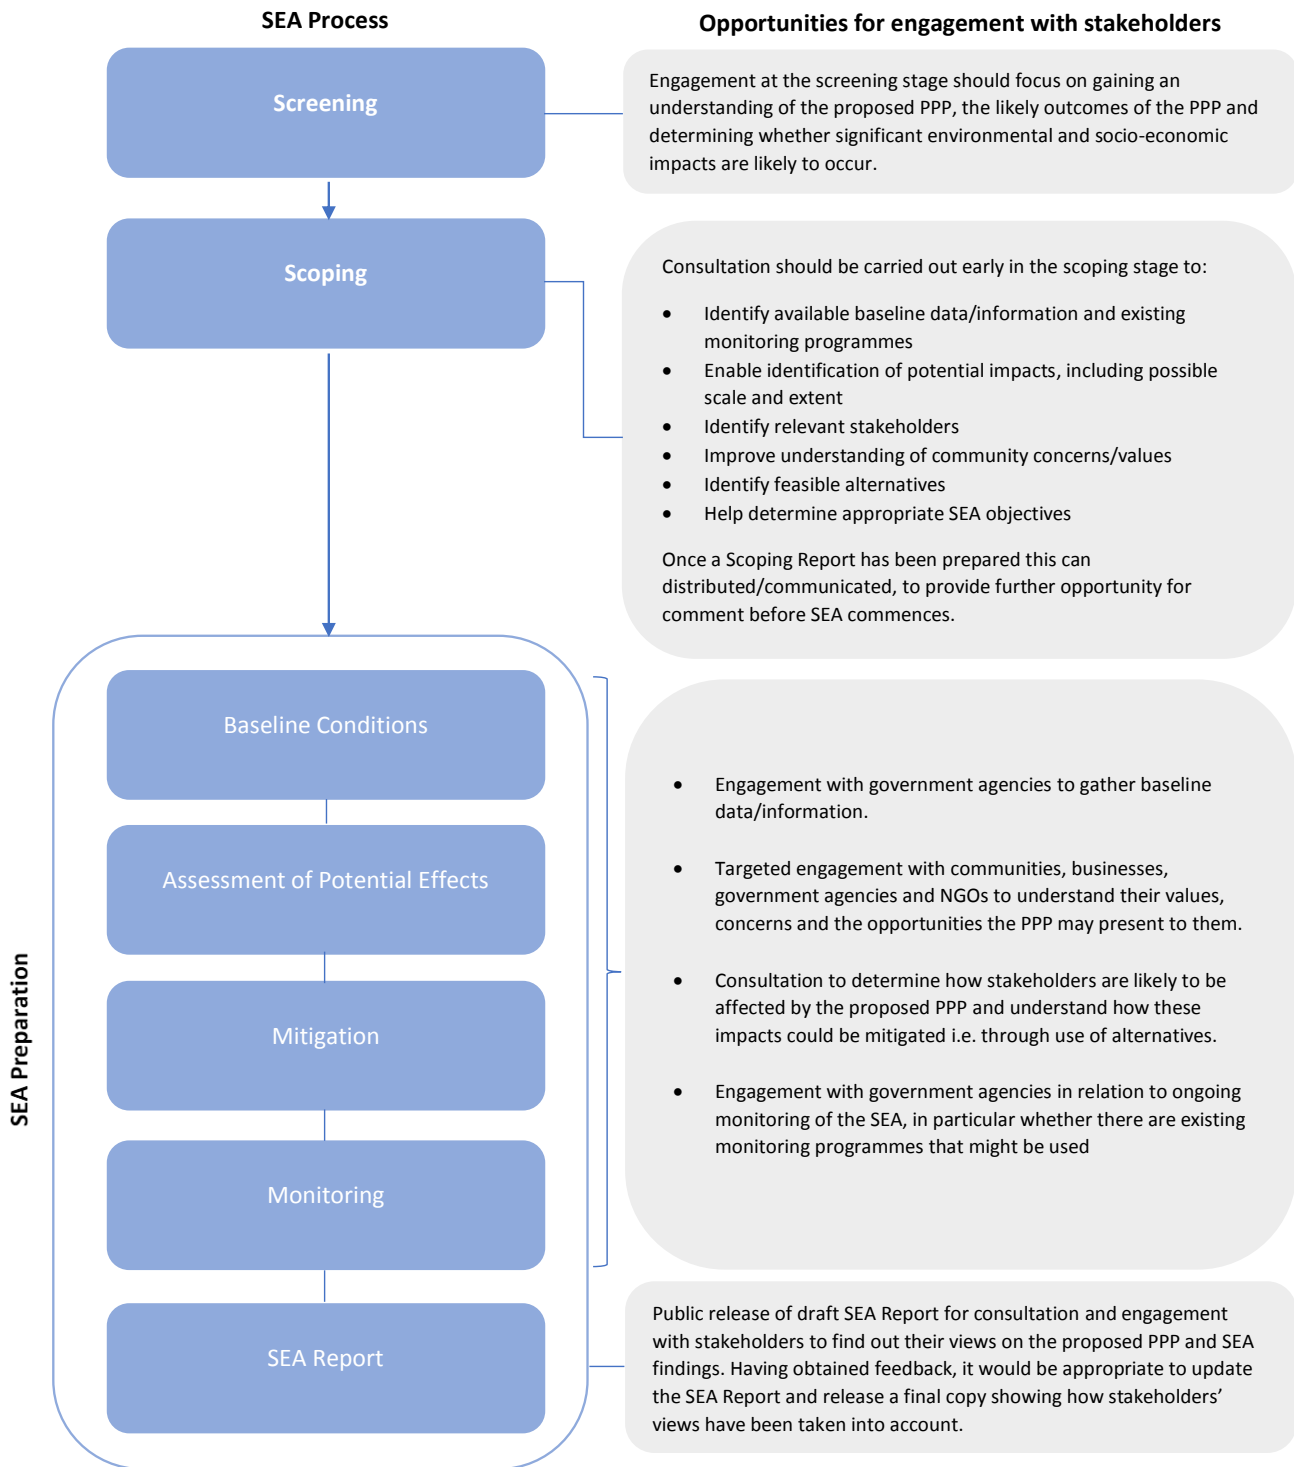 SEA Process
Opportunities for engagement with stakeholders
Screening
Engagement at the screening stage should focus on gaining an
understanding of the proposed PPP, the likely outcomes of the PPP and
determining whether significant environmental and socio-economic
impacts are likely to occur.
Scoping
Consultation should be carried out early in the scoping stage to:
• Identify available baseline data/information and existing
monitoring programmes
• Enable identification of potential impacts, including possible
scale and extent
• Identify relevant stakeholders
• Improve understanding of community concerns/values
• Identify feasible alternatives
• Help determine appropriate SEA objectives
Once a Scoping Report has been prepared this can
distributed/communicated, to provide further opportunity for
comment before SEA commences.
SEA Preparation
Baseline Conditions
Assessment of Potential Effects
Mitigation
Monitoring
• Engagement with government agencies to gather baseline
data/information.
• Targeted engagement with communities, businesses,
government agencies and NGOs to understand their values,
concerns and the opportunities the PPP may present to them.
• Consultation to determine how stakeholders are likely to be
affected by the proposed PPP and understand how these
impacts could be mitigated i.e. through use of alternatives.
• Engagement with government agencies in relation to ongoing
monitoring of the SEA, in particular whether there are existing
monitoring programmes that might be used
SEA Report
Public release of draft SEA Report for consultation and engagement
with stakeholders to find out their views on the proposed PPP and SEA
findings. Having obtained feedback, it would be appropriate to update
the SEA Report and release a final copy showing how stakeholders’
views have been taken into account.